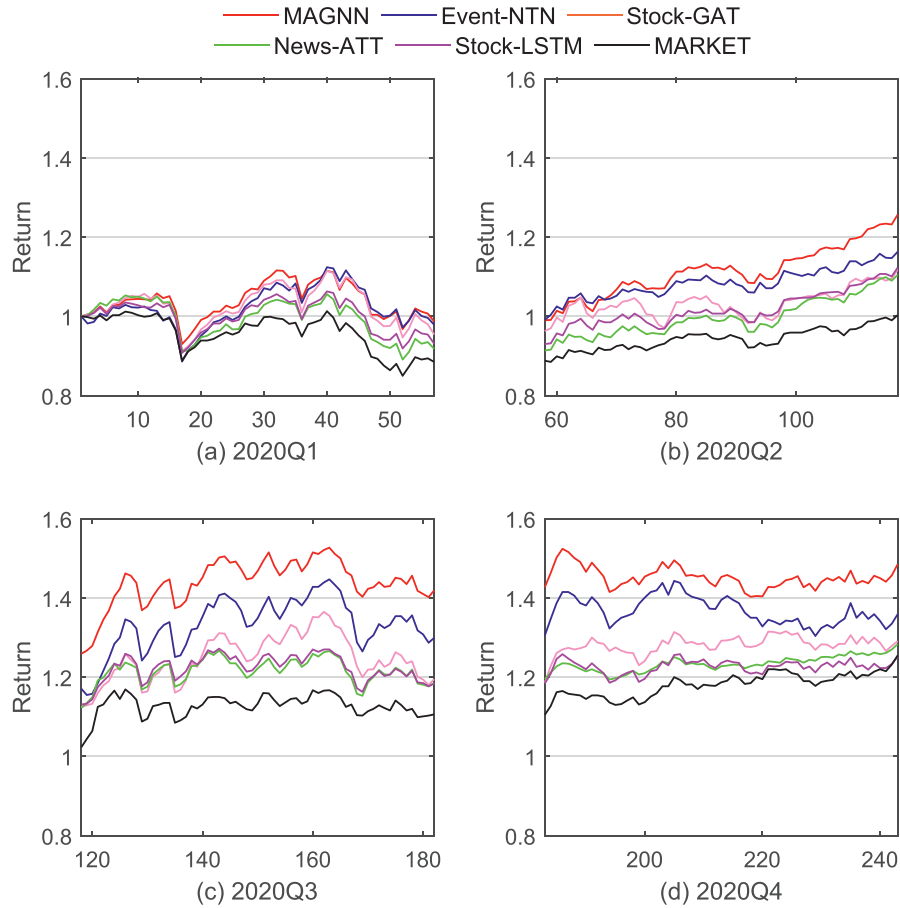 MAGNN Event-NTN Stock-GAT
News-ATT Stock-LSTM MARKET
1.6
1.4
1.2
1
0.8
Return
10 20 30 40 50
(a) 2020Q1
1.6
1.4
1.2
1
0.8
Return
60 80 100
(b) 2020Q2
1.6
1.4
1.2
1
0.8
Return
120 140 160 180
(c) 2020Q3
1.6
1.4
1.2
1
0.8
Return
200 220 240
(d) 2020Q4